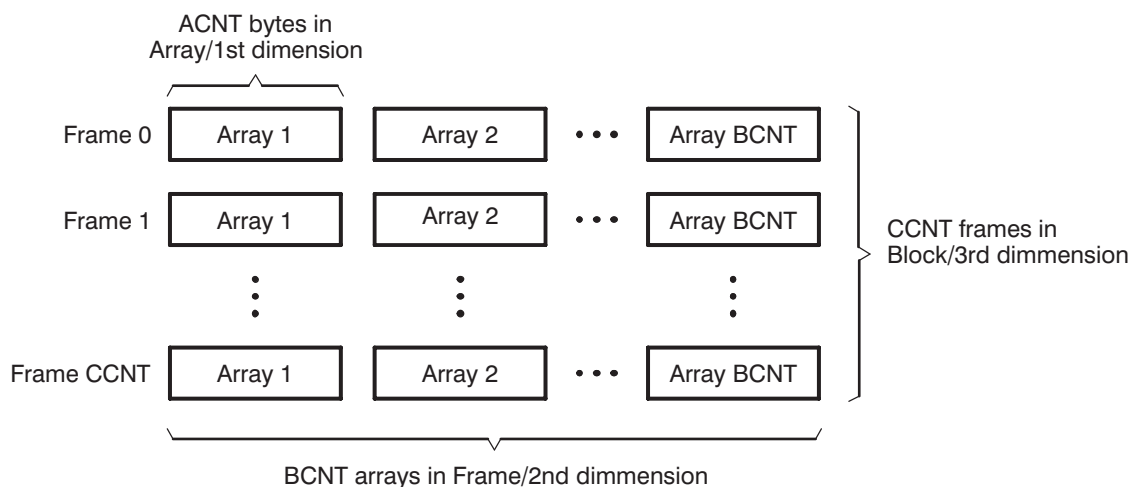 ACNT bytes in
Array/1st dimension
Frame 0 Array 1 Array 2 Array BCNT
Frame 1 Array 1 Array 2 Array BCNT
CCNT frames in
Block/3rd dimmension
Frame CCNT Array 1 Array 2 Array BCNT
BCNT arrays in Frame/2nd dimmension